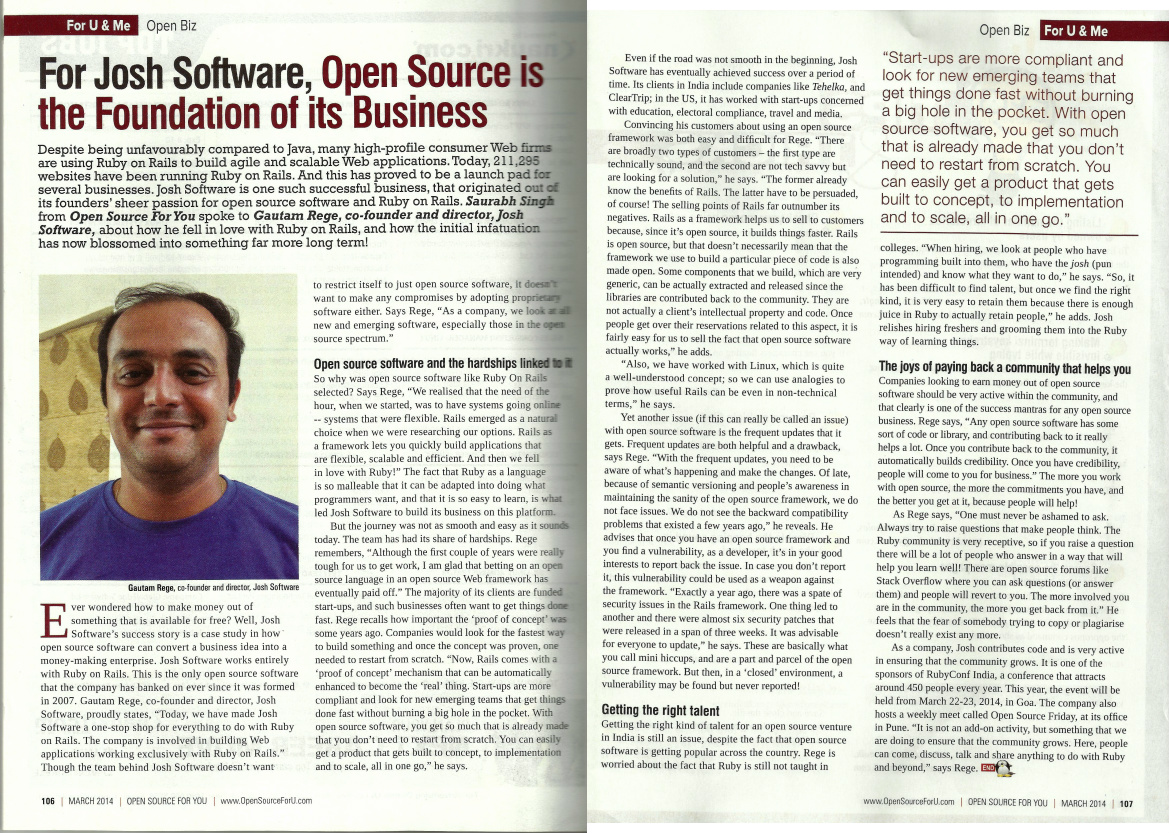 For U & Me Open Biz
For Josh Software, Open Source is
the Foundation of its Business
Despite being unfavourably compared to Java, many high-profile consumer Web firms
are using Ruby on Rails to build agile and scalable Web applications. Today, 211,295
websites have been running Ruby on Rails. And this has proved to be a launch pad for
several businesses. Josh Software is one such successful business, that originated out of
its founders' sheer passion for open source software and Ruby on Rails. Saurabh Singh
from Open Source For You spoke to Gautam Rege, co-founder and director, Josh
Software, about how he fell in love with Ruby on Rails, and how the initial infatuation
has now blossomed into something far more long term!
Gautam Rege, co-founder and director, Josh Software
Ever wondered how to make money out of
something that is available for free? Well, Josh
Software's success story is a case study in how
open source software can convert a business idea into a
money-making enterprise. Josh Software works entirely
with Ruby on Rails. This is the only open source software
that the company has banked on ever since it was formed
in 2007. Gautam Rege, co-founder and director, Josh
Software, proudly states, "Today, we have made Josh
Software a one-stop shop for everything to do with Ruby
on Rails. The company is involved in building Web
applications working exclusively with Ruby on Rails."
Though the team behind Josh Software doesn't want
to restrict itself to just open source software, it doesn't
want to make any compromises by adopting proprietary
software either. Says Rege, "As a company, we look at all
new and emerging software, especially those in the open
source spectrum."
Open source software and the hardships linked to it
So why was open source software like Ruby On Rails
selected? Says Rege, "We realised that the need of the
hour, when we started, was to have systems going online
-- systems that were flexible. Rails emerged as a natural
choice when we were researching our options. Rails as
a framework lets you quickly build applications that
are flexible, scalable and efficient. And then we fell
in love with Ruby!" The fact that Ruby as a language
is so malleable that it can be adapted into doing what
programmers want, and that it is so easy to learn, is what
led Josh Software to build its business on this platform.
But the journey was not as smooth and easy as it sounds
today. The team has had its share of hardships. Rege
remembers, "Although the first couple of years were really
tough for us to get work, I am glad that betting on an open
source language in an open source Web framework has
eventually paid off." The majority of its clients are funded
start-ups, and such businesses often want to get things done
fast. Rege recalls how important the 'proof of concept' was
some years ago. Companies would look for the fastest way
to build something and once the concept was proven, one
needed to restart from scratch. "Now, Rails comes with a
'proof of concept' mechanism that can be automatically
enhanced to become the 'real' thing. Start-ups are more
compliant and look for new emerging teams that get things
done fast without burning a big hole in the pocket. With
open source software, you get so much that is already made
that you don't need to restart from scratch. You can easily
get a product that gets built to concept, to implementation
and to scale, all in one go," he says.
106 | MARCH 2014 | OPEN SOURCE FOR YOU | www.OpenSourceForU.com
Open Biz For U & Me
Even if the road was not smooth in the beginning, Josh
Software has eventually achieved success over a period of
time. Its clients in India include companies like Tehelka, and
ClearTrip; in the US, it has worked with start-ups concerned
with education, electoral compliance, travel and media.
Convincing his customers about using an open source
framework was both easy and difficult for Rege. "There
are broadly two types of customers – the first type are
technically sound, and the second are not tech savvy but
are looking for a solution," he says. "The former already
know the benefits of Rails. The latter have to be persuaded,
of course! The selling points of Rails far outnumber its
negatives. Rails as a framework helps us to sell to customers
because, since it's open source, it builds things faster. Rails
is open source, but that doesn't necessarily mean that the
framework we use to build a particular piece of code is also
made open. Some components that we build, which are very
generic, can be actually extracted and released since the
libraries are contributed back to the community. They are
not actually a client's intellectual property and code. Once
people get over their reservations related to this aspect, it is
fairly easy for us to sell the fact that open source software
actually works," he adds.
"Also, we have worked with Linux, which is quite
a well-understood concept; so we can use analogies to
prove how useful Rails can be even in non-technical
terms," he says.
Yet another issue (if this can really be called an issue)
with open source software is the frequent updates that it
gets. Frequent updates are both helpful and a drawback,
says Rege. "With the frequent updates, you need to be
aware of what's happening and make the changes. Of late,
because of semantic versioning and people's awareness in
maintaining the sanity of the open source framework, we do
not face issues. We do not see the backward compatibility
problems that existed a few years ago," he reveals. He
advises that once you have an open source framework and
you find a vulnerability, as a developer, it's in your good
interests to report back the issue. In case you don't report
it, this vulnerability could be used as a weapon against
the framework. "Exactly a year ago, there was a spate of
security issues in the Rails framework. One thing led to
another and there were almost six security patches that
were released in a span of three weeks. It was advisable
for everyone to update," he says. These are basically what
you call mini hiccups, and are a part and parcel of the open
source framework. But then, in a 'closed' environment, a
vulnerability may be found but never reported!
Getting the right talent
Getting the right kind of talent for an open source venture
in India is still an issue, despite the fact that open source
software is getting popular across the country. Rege is
worried about the fact that Ruby is still not taught in
"Start-ups are more compliant and
look for new emerging teams that
get things done fast without burning
a big hole in the pocket. With open
source software, you get so much
that is already made that you don't
need to restart from scratch. You
can easily get a product that gets
built to concept, to implementation
and to scale, all in one go."
colleges. "When hiring, we look at people who have
programming built into them, who have the josh (pun
intended) and know what they want to do," he says. "So, it
has been difficult to find talent, but once we find the right
kind, it is very easy to retain them because there is enough
juice in Ruby to actually retain people," he adds. Josh
relishes hiring freshers and grooming them into the Ruby
way of learning things.
The joys of paying back a community that helps you
Companies looking to earn money out of open source
software should be very active within the community, and
that clearly is one of the success mantras for any open source
business. Rege says, "Any open source software has some
sort of code or library, and contributing back to it really
helps a lot. Once you contribute back to the community, it
automatically builds credibility. Once you have credibility,
people will come to you for business." The more you work
with open source, the more the commitments you have, and
the better you get at it, because people will help!
As Rege says, "One must never be ashamed to ask.
Always try to raise questions that make people think. The
Ruby community is very receptive, so if you raise a question
there will be a lot of people who answer in a way that will
help you learn well! There are open source forums like
Stack Overflow where you can ask questions (or answer
them) and people will revert to you. The more involved you
are in the community, the more you get back from it." He
feels that the fear of somebody trying to copy or plagiarise
doesn't really exist any more.
As a company, Josh contributes code and is very active
in ensuring that the community grows. It is one of the
sponsors of RubyConf India, a conference that attracts
around 450 people every year. This year, the event will be
held from March 22-23, 2014, in Goa. The company also
hosts a weekly meet called Open Source Friday, at its office
in Pune. "It is not an add-on activity, but something that we
are doing to ensure that the community grows. Here, people
can come, discuss, talk and share anything to do with Ruby
and beyond," says Rege. END
www.OpenSourceForU.com | OPEN SOURCE FOR YOU | MARCH 2014 | 107